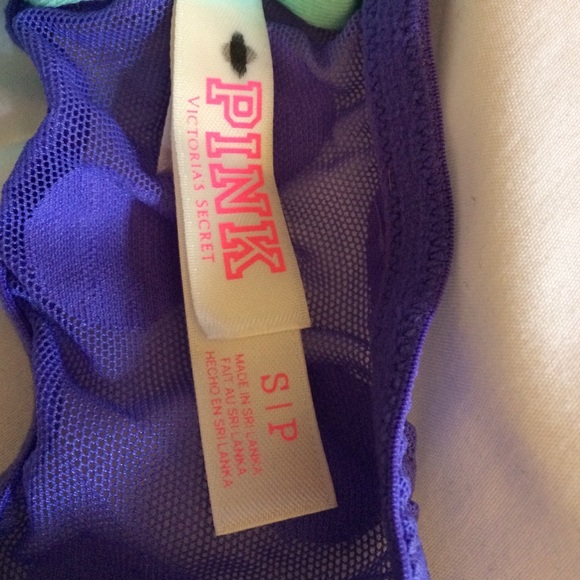 PINK
VICTORIA'S SECRET
S|P
MADE IN SRI LANKA
FAIT AU SRI LANKA
HECHO EN SRI LANKA